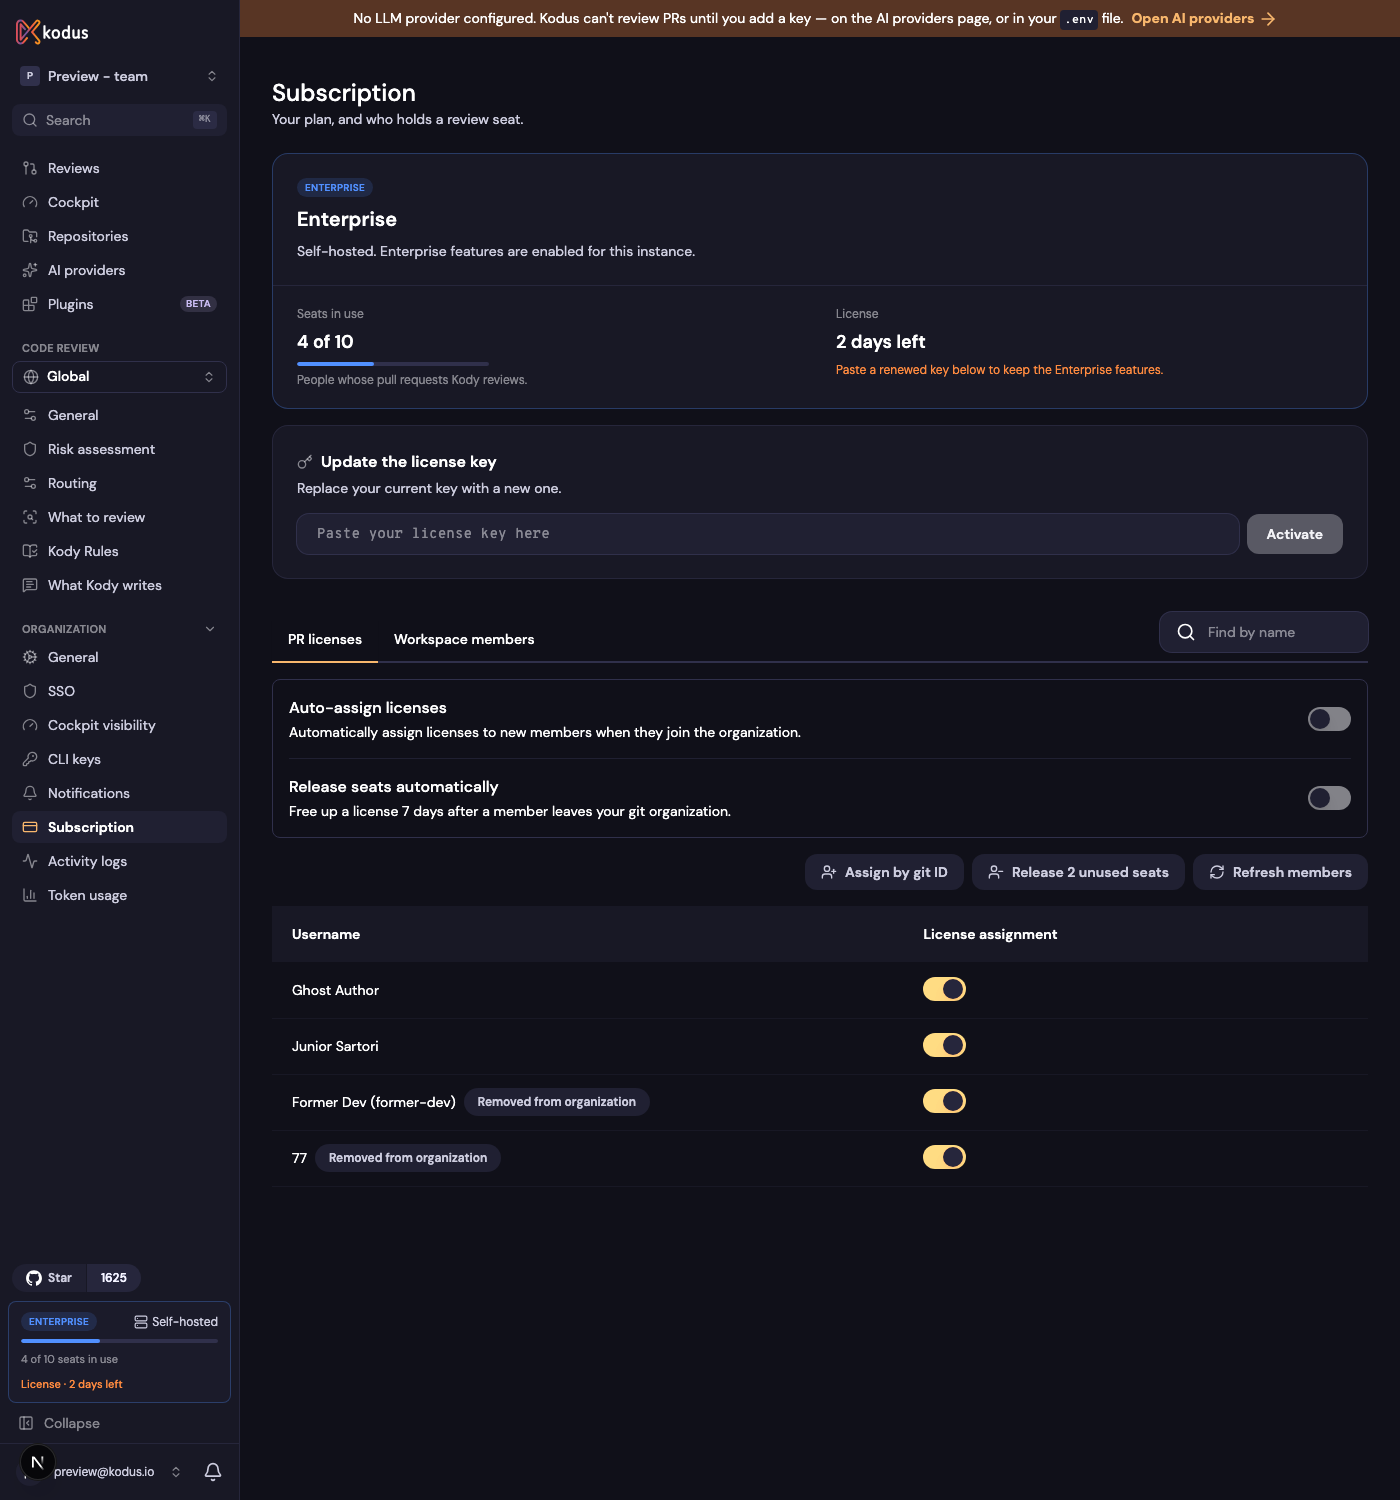 kodus
No LLM provider configured. Kodus can't review PRs until you add a key — on the AI providers page, or in your .env file. Open AI providers
P Preview - team
Search ⌘K
Reviews
Cockpit
Repositories
AI providers
Plugins BETA
CODE REVIEW
Global
General
Risk assessment
Routing
What to review
Kody Rules
What Kody writes
ORGANIZATION
General
SSO
Cockpit visibility
CLI keys
Notifications
Subscription
Activity logs
Token usage
Star 1625
ENTERPRISE Self-hosted
4 of 10 seats in use
License · 2 days left
Collapse
N preview@kodus.io
Subscription
Your plan, and who holds a review seat.
ENTERPRISE
Enterprise
Self-hosted. Enterprise features are enabled for this instance.
Seats in use
4 of 10
People whose pull requests Kody reviews.
License
2 days left
Paste a renewed key below to keep the Enterprise features.
Update the license key
Replace your current key with a new one.
Paste your license key here
Activate
PR licenses
Workspace members
Find by name
Auto-assign licenses
Automatically assign licenses to new members when they join the organization.
Release seats automatically
Free up a license 7 days after a member leaves your git organization.
Assign by git ID
Release 2 unused seats
Refresh members
Username License assignment
Ghost Author
Junior Sartori
Former Dev (former-dev) Removed from organization
77 Removed from organization